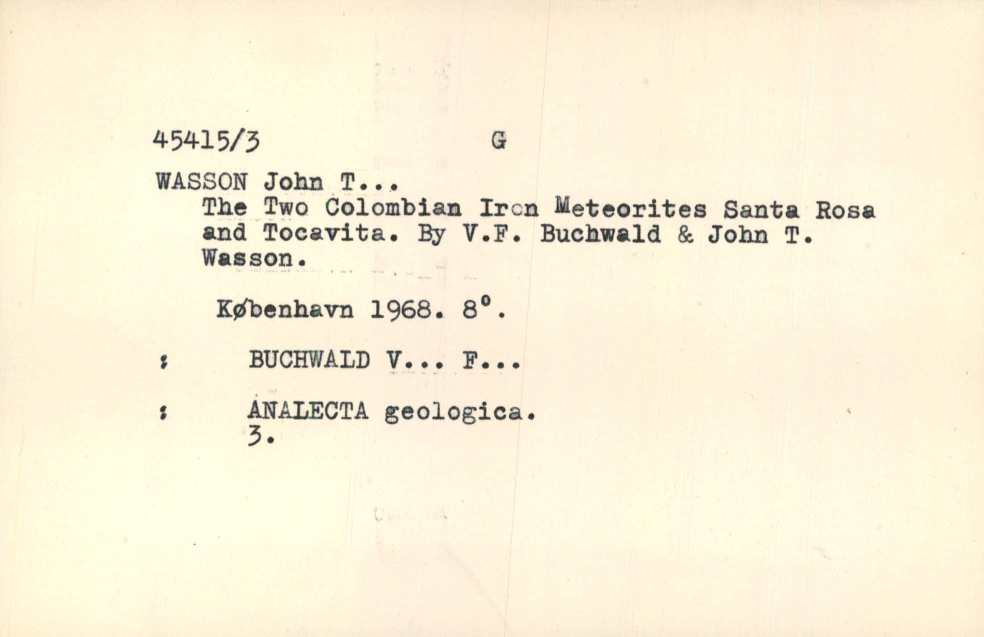 45415/3 G
WASSON John T...
The Two Colombian Iron Meteorites Santa Rosa
and Tocavita. By V.F. Buchwald & John T.
Wasson.
København 1968. 8°.
: BUCHWALD V... F...
: ANALECTA geologica.
3.